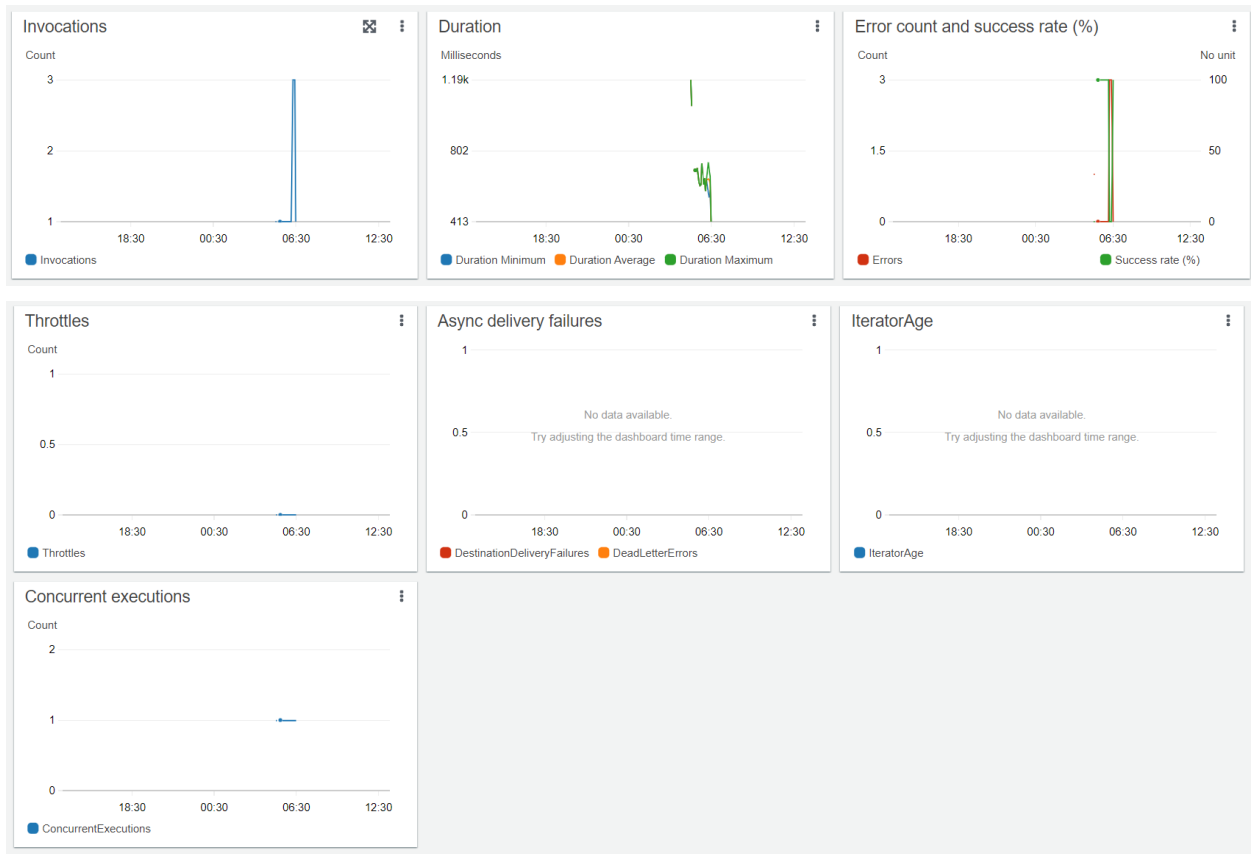 Invocations
Count
3
2
1
18:30 00:30 06:30 12:30
Invocations
Duration
Milliseconds
1.19k
802
413
18:30 00:30 06:30 12:30
Duration Minimum Duration Average Duration Maximum
Error count and success rate (%)
Count No unit
3 100
1.5 50
0 0
18:30 00:30 06:30 12:30
Errors Success rate (%)
Throttles
Count
1
0.5
0
18:30 00:30 06:30 12:30
Throttles
Async delivery failures
1
No data available.
0.5
Try adjusting the dashboard time range.
0
18:30 00:30 06:30 12:30
DestinationDeliveryFailures DeadLetterErrors
IteratorAge
1
No data available.
0.5
Try adjusting the dashboard time range.
0
18:30 00:30 06:30 12:30
IteratorAge
Concurrent executions
Count
2
1
0
18:30 00:30 06:30 12:30
ConcurrentExecutions